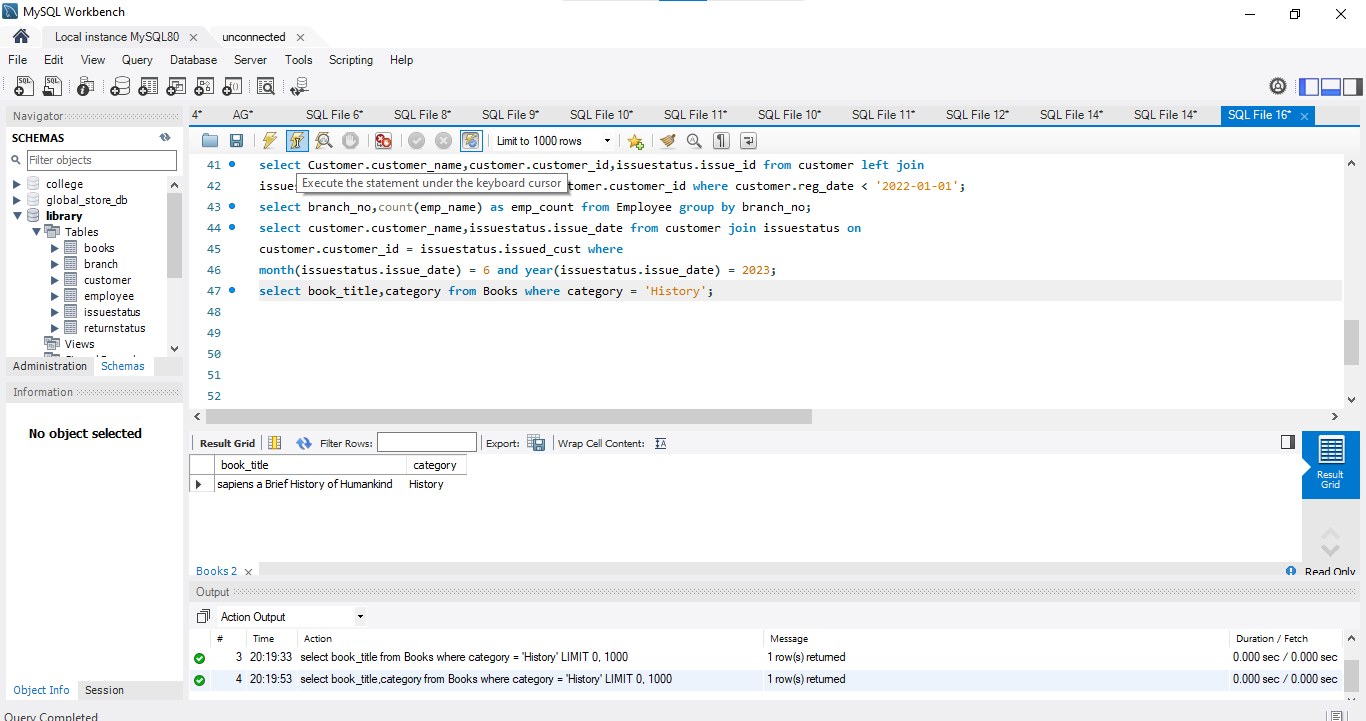 MySQL Workbench
Local instance MySQL80
unconnected
File Edit View Query Database Server Tools Scripting Help
Navigator
SCHEMAS
Filter objects
college
global_store_db
library
Tables
books
branch
customer
employee
issuestatus
returnstatus
Views
Administration Schemas
Information
No object selected
Object Info Session
4* AG* SQL File 6* SQL File 8* SQL File 9* SQL File 10* SQL File 11* SQL File 10* SQL File 11* SQL File 12* SQL File 14* SQL File 14* SQL File 16*
Limit to 1000 rows
41 select Customer.customer_name,customer.customer_id,issuestatus.issue_id from customer left join
42 issue tomer.customer_id where customer.reg_date < '2022-01-01';
Execute the statement under the keyboard cursor
43 select branch_no,count(emp_name) as emp_count from Employee group by branch_no;
44 select customer.customer_name,issuestatus.issue_date from customer join issuestatus on
45 customer.customer_id = issuestatus.issued_cust where
46 month(issuestatus.issue_date) = 6 and year(issuestatus.issue_date) = 2023;
47 select book_title,category from Books where category = 'History';
48
49
50
51
52
Result Grid Filter Rows: Export: Wrap Cell Content:
book_title category
sapiens a Brief History of Humankind History
Result Grid
Books 2
Read Only
Output
Action Output
# Time Action Message Duration / Fetch
3 20:19:33 select book_title from Books where category = 'History' LIMIT 0, 1000 1 row(s) returned 0.000 sec / 0.000 sec
4 20:19:53 select book_title,category from Books where category = 'History' LIMIT 0, 1000 1 row(s) returned 0.000 sec / 0.000 sec
Query Completed